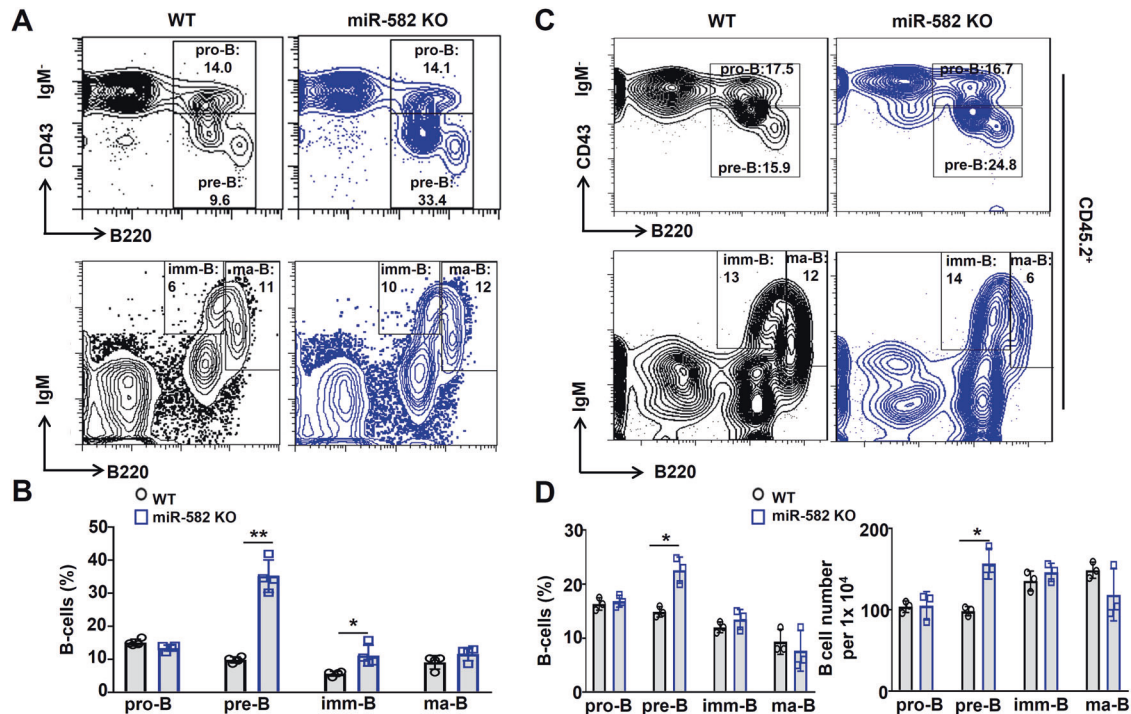 A
WT
miR-582 KO
IgM-
CD43
pro-B:
14.0
pre-B:
9.6
pro-B:
14.1
pre-B:
33.4
B220
imm-B:
6
ma-B:
11
imm-B:
10
ma-B:
12
IgM
B220
B
WT
miR-582 KO
B-cells (%)
50
40
30
20
10
0
**
*
pro-B
pre-B
imm-B
ma-B
C
WT
miR-582 KO
IgM-
CD43
pro-B:17.5
pre-B:15.9
pro-B:16.7
pre-B:24.8
B220
CD45.2+
imm-B:
13
ma-B:
12
imm-B:
14
ma-B:
6
IgM
B220
D
WT
miR-582 KO
B-cells (%)
30
20
10
0
*
pro-B
pre-B
imm-B
ma-B
B cell number
per 1x 10⁴
200
100
0
*
pro-B
pre-B
imm-B
ma-B